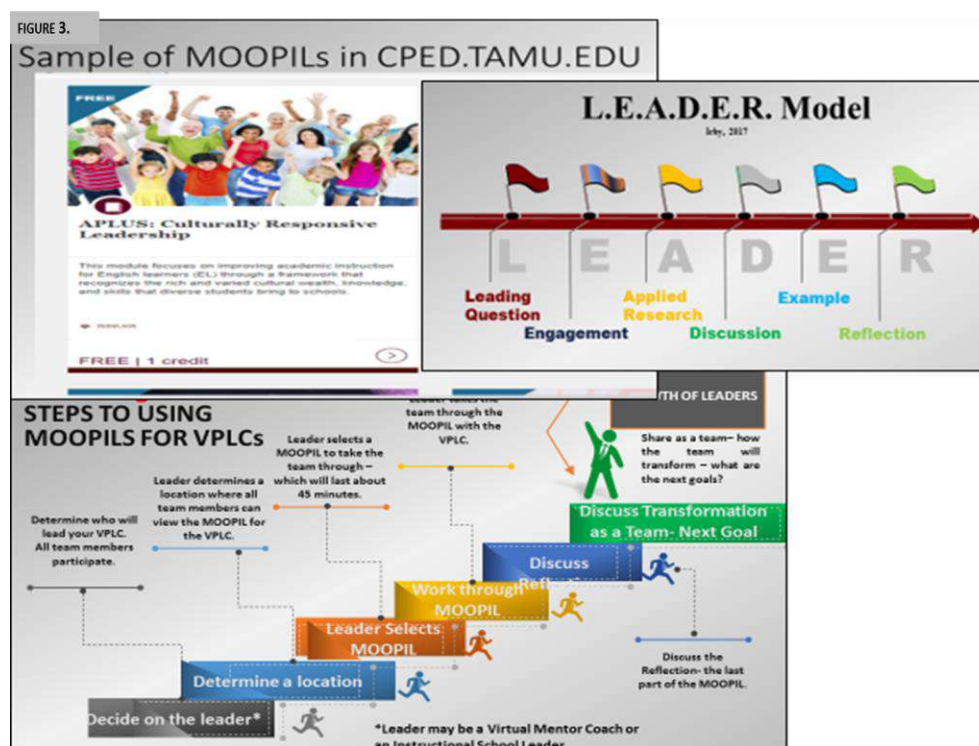 FIGURE 3.
Sample of MOOPILs in CPED.TAMU.EDU
FREE
APLUS: Culturally Responsive
Leadership
This module focuses on improving academic instruction
for English learners (EL) through a framework that
recognizes the rich and varied cultural wealth, knowledge,
and skills that diverse students bring to schools.
FREE | 1 credit
L.E.A.D.E.R. Model
Irby, 2017
L E A D E R
Leading
Question
Engagement
Applied
Research
Discussion
Example
Reflection
STEPS TO USING
MOOPILS FOR VPLCs
Determine who will
lead your VPLC.
All team members
participate.
Leader determines a
location where all
team members can
view the MOOPIL for
the VPLC.
Leader selects a
MOOPIL to take the
team through –
which will last about
45 minutes.
team through the
MOOPIL with the
VPLC.
OF LEADERS
Share as a team– how
the team will
transform – what are
the next goals?
Discuss Transformation
as a Team- Next Goal
Discuss
Work through
MOOPIL
Leader Selects
MOOPIL
Determine a location
Decide on the leader*
Discuss the
Reflection- the last
part of the MOOPIL.
*Leader may be a Virtual Mentor Coach or
an Instructional School Leader